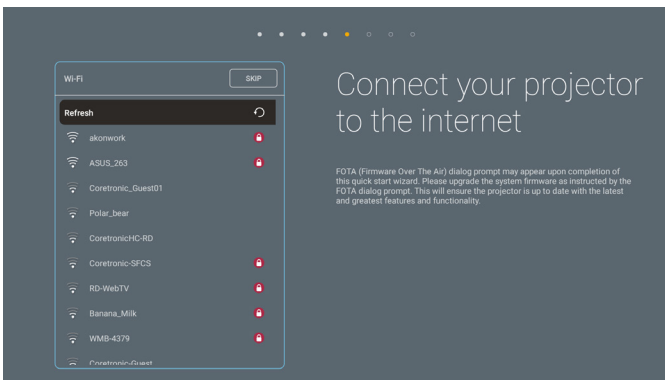 Wi-Fi
SKIP
Refresh
akonwork
ASUS_263
Coretronic_Guest01
Polar_bear
CoretronicHC-RD
Coretronic-SFCS
RD-WebTV
Banana_Milk
WMB-4379
Coretronic-Guest
Connect your projector
to the internet
FOTA (Firmware Over The Air) dialog prompt may appear upon completion of
this quick start wizard. Please upgrade the system firmware as instructed by the
FOTA dialog prompt. This will ensure the projector is up to date with the latest
and greatest features and functionality.